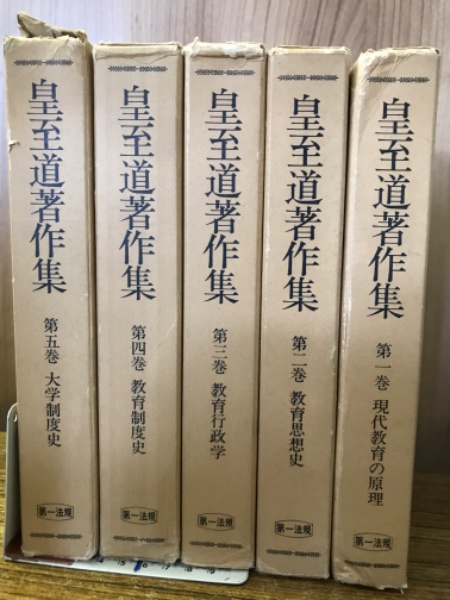 皇至道著作集
第五巻 大学制度史
第一法規
皇至道著作集
第四巻 教育制度史
第一法規
皇至道著作集
第三巻 教育行政学
第一法規
皇至道著作集
第二巻 教育思想史
第一法規
皇至道著作集
第一巻 現代教育の原理
第一法規